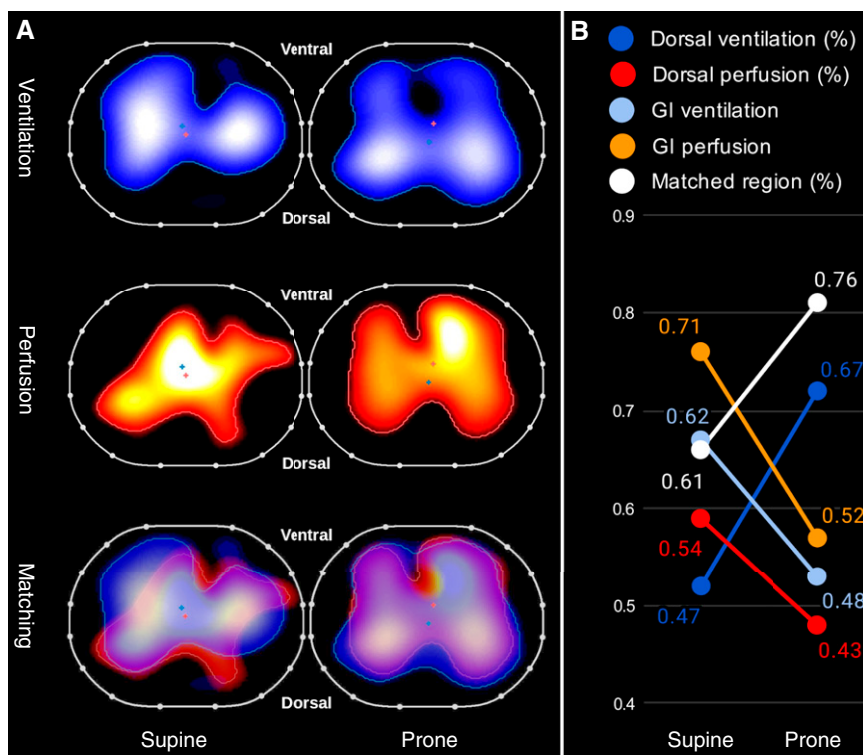 A
Ventilation
Ventral
Dorsal
Perfusion
Ventral
Dorsal
Matching
Ventral
Dorsal
Supine
Prone
B
Dorsal ventilation (%)
Dorsal perfusion (%)
GI ventilation
GI perfusion
Matched region (%)
0.9
0.8
0.7
0.6
0.5
0.4
0.71
0.62
0.61
0.54
0.47
0.76
0.67
0.52
0.48
0.43
Supine
Prone